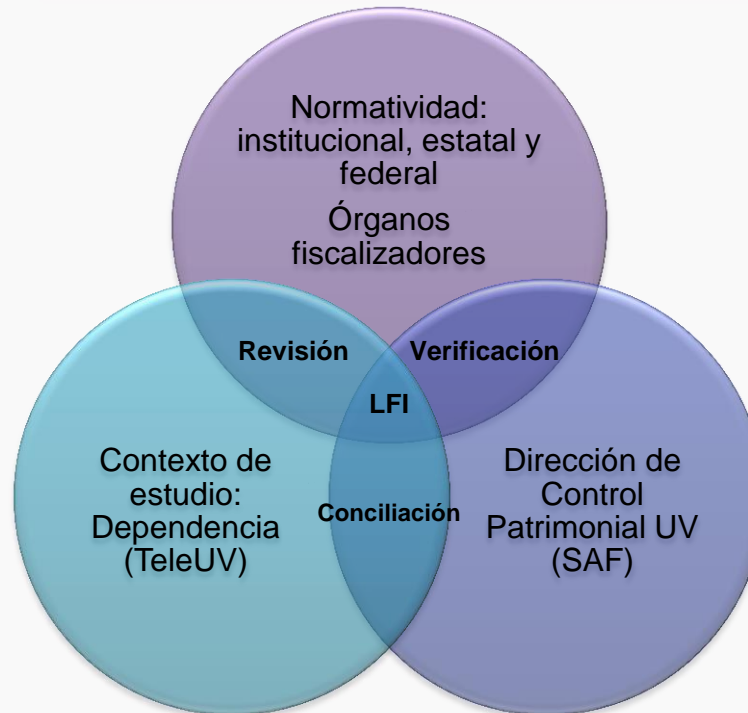 Normatividad:
institucional, estatal y
federal
Órganos
fiscalizadores
Revisión
Verificación
LFI
Contexto de
estudio:
Dependencia
(TeleUV)
Conciliación
Dirección de
Control
Patrimonial UV
(SAF)